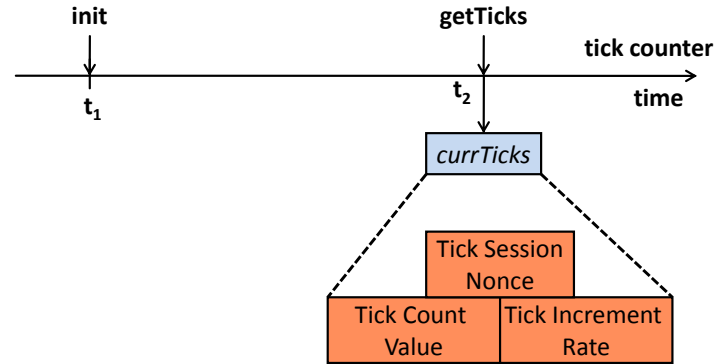 init
getTicks
tick counter
t₁
t₂
time
currTicks
Tick Session
Nonce
Tick Count
Value
Tick Increment
Rate